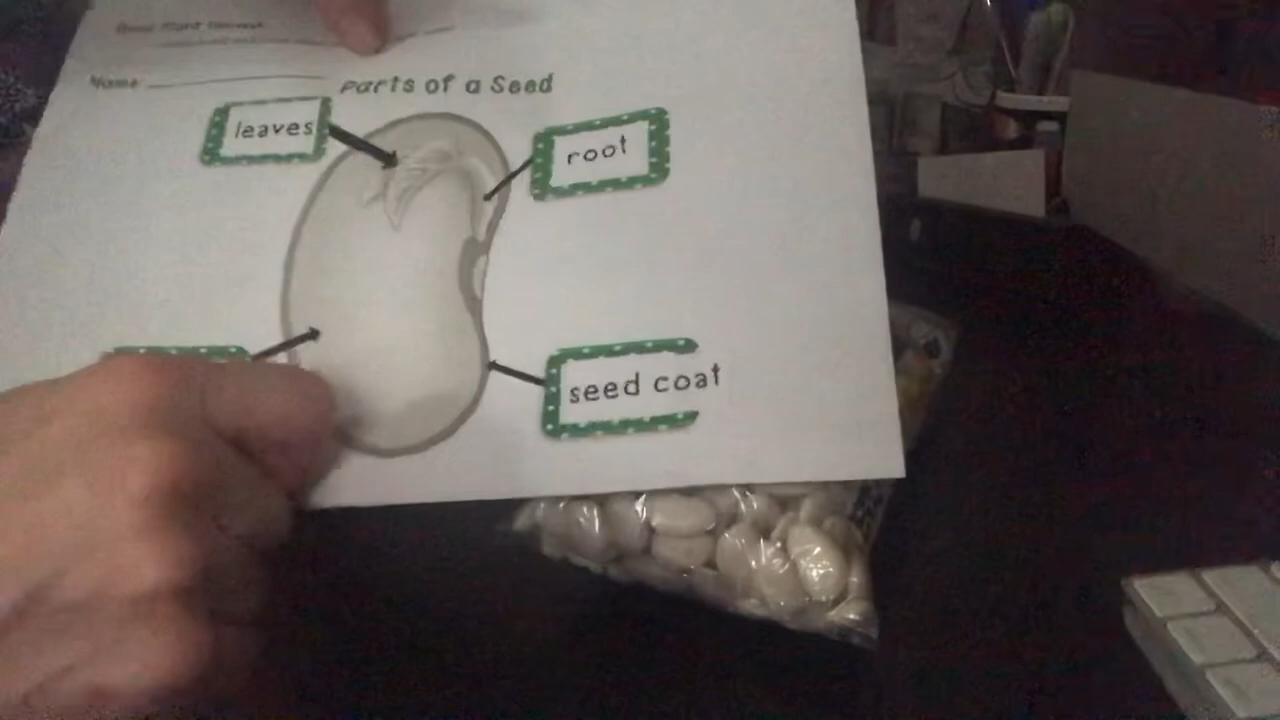 Name
Parts of a Seed
leaves
root
seed coat